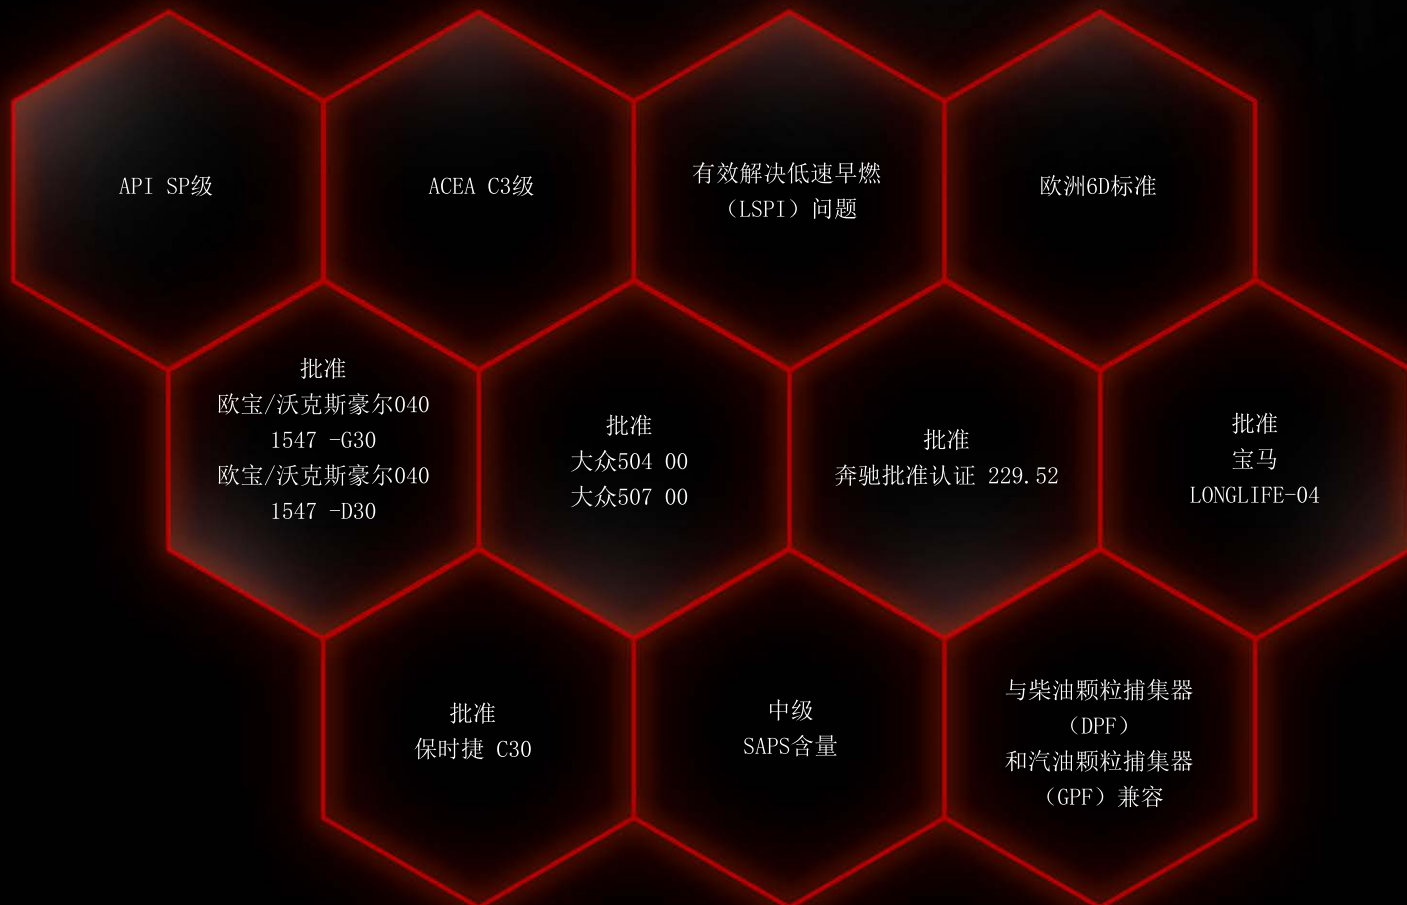 API SP级
ACEA C3级
有效解决低速早燃
（LSPI）问题
欧洲6D标准
批准
欧宝/沃克斯豪尔040
1547 -G30
欧宝/沃克斯豪尔040
1547 -D30
批准
大众504 00
大众507 00
批准
奔驰批准认证 229.52
批准
宝马
LONGLIFE-04
批准
保时捷 C30
中级
SAPS含量
与柴油颗粒捕集器
（DPF）
和汽油颗粒捕集器
（GPF）兼容